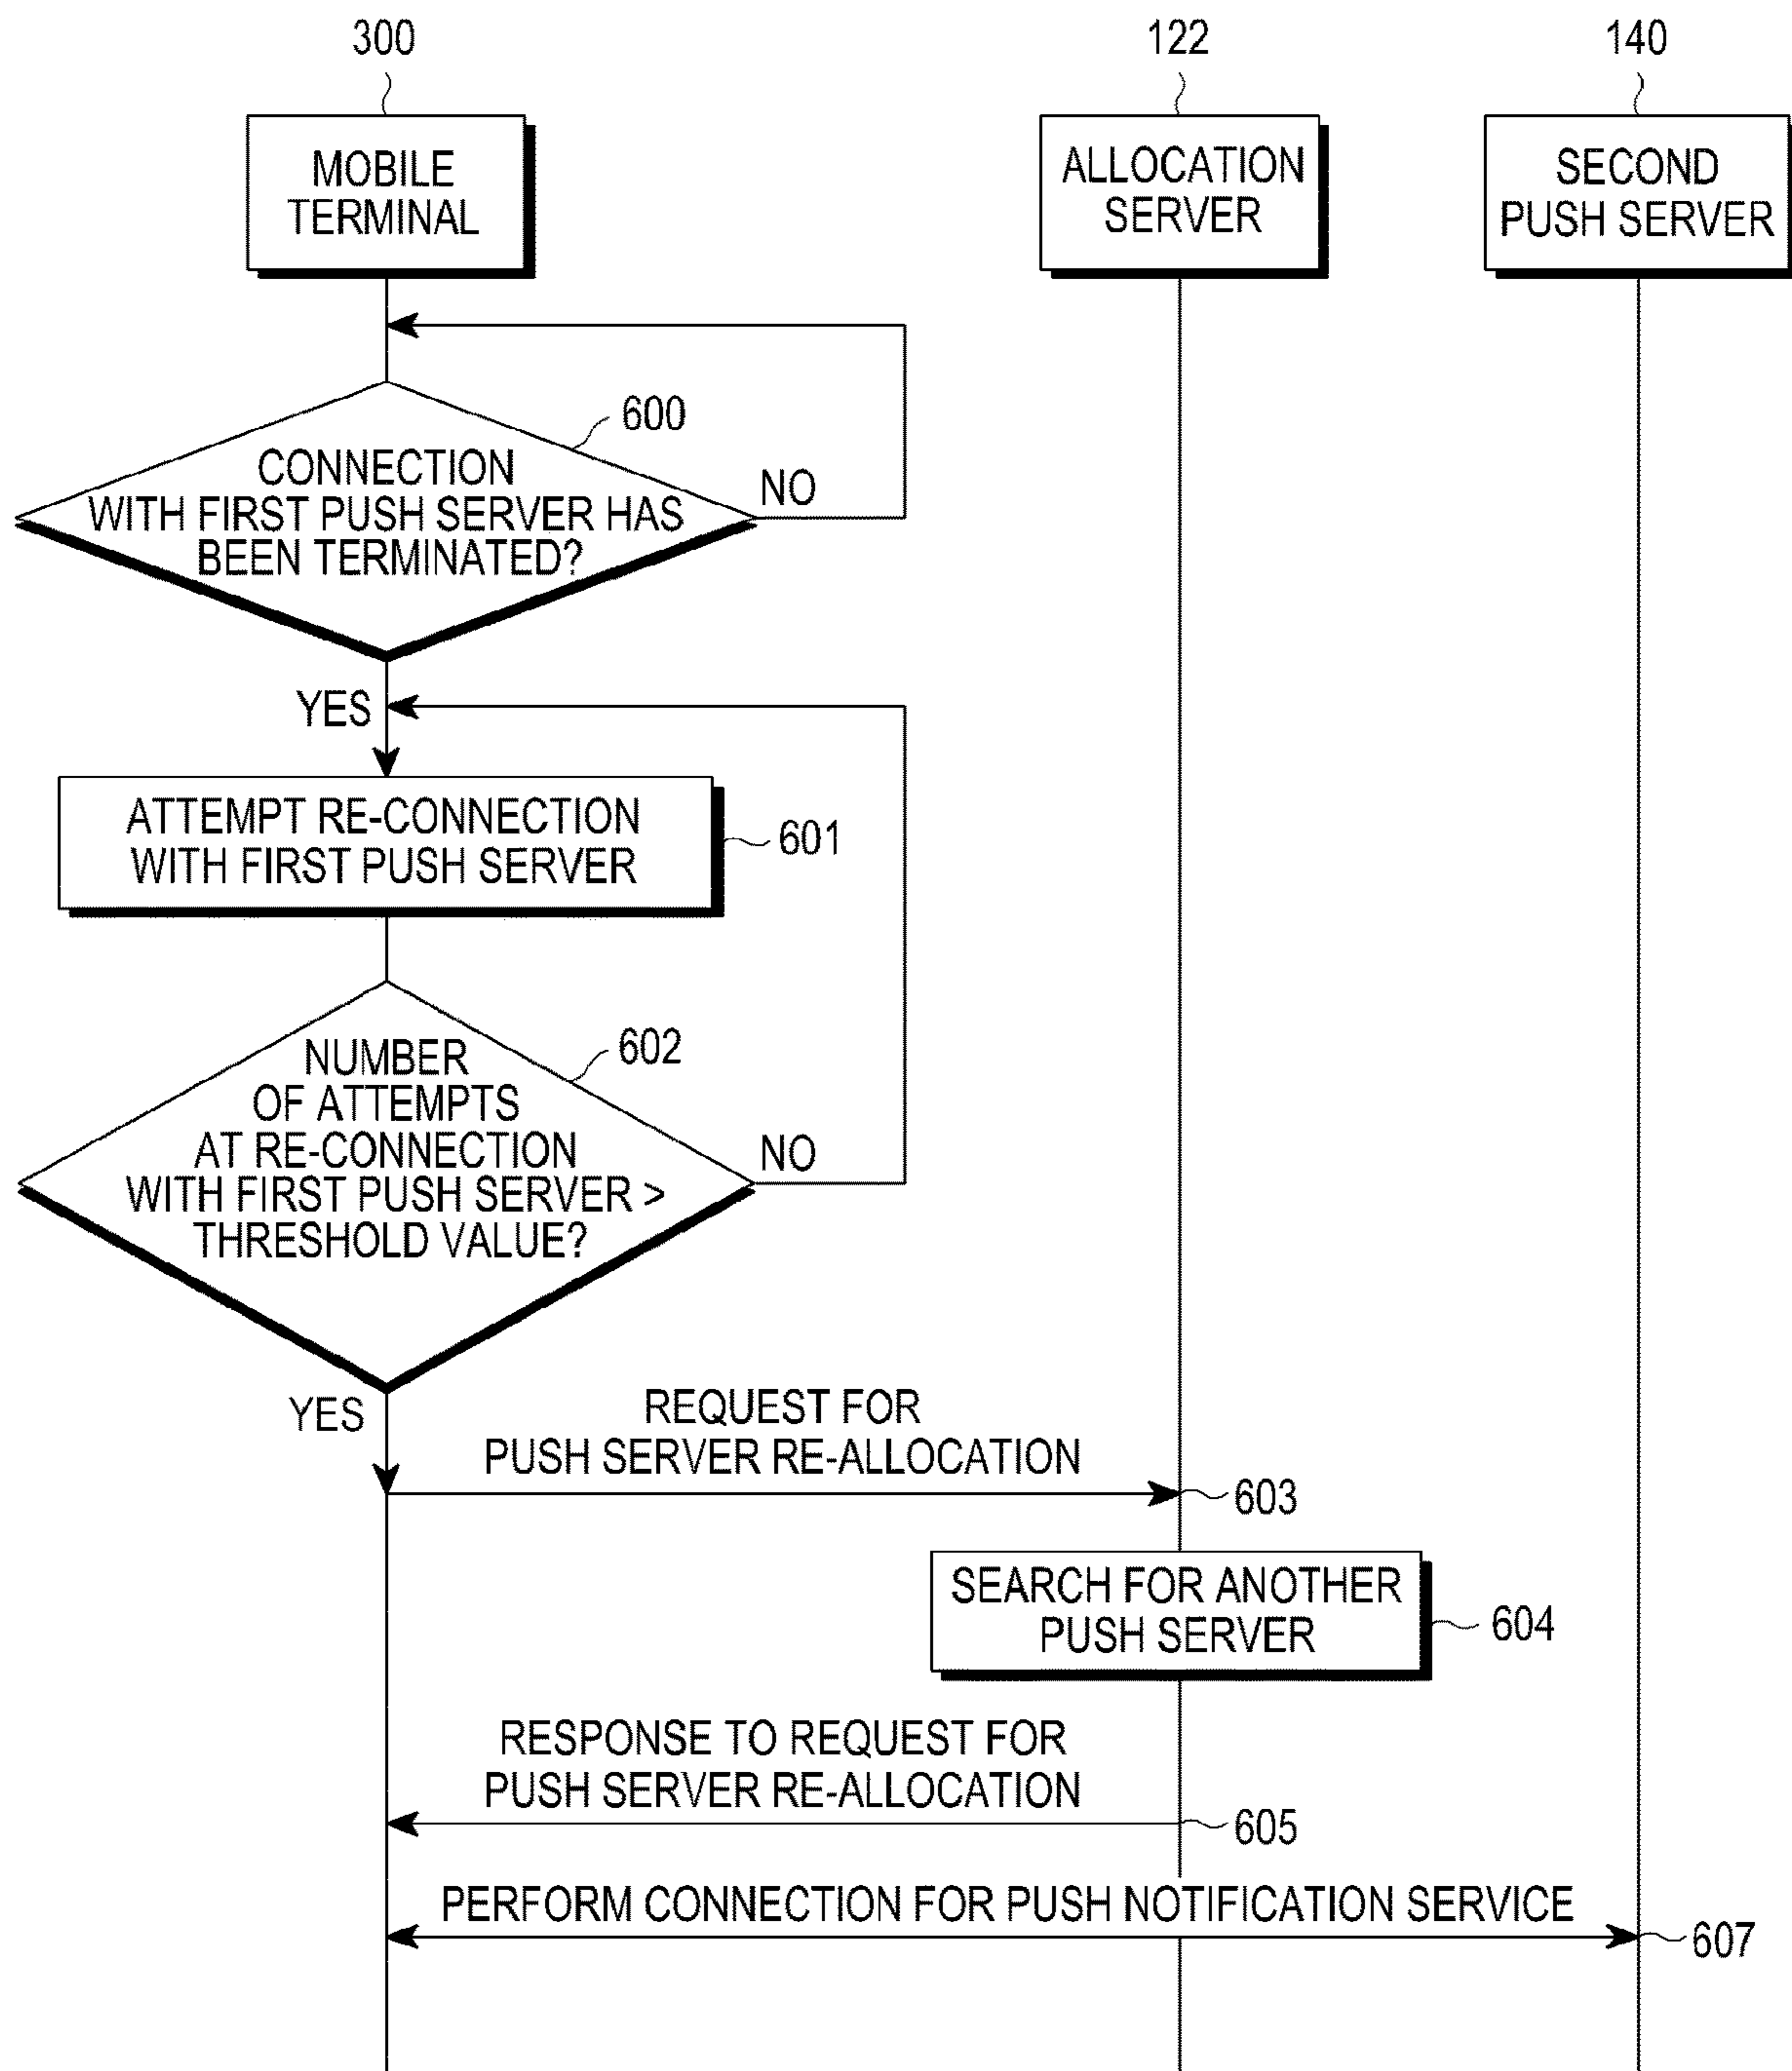 300
122
140
MOBILE
TERMINAL
ALLOCATION
SERVER
SECOND
PUSH SERVER
600
CONNECTION
WITH FIRST PUSH SERVER HAS
BEEN TERMINATED?
NO
YES
ATTEMPT RE-CONNECTION
WITH FIRST PUSH SERVER
601
602
NUMBER
OF ATTEMPTS
AT RE-CONNECTION
WITH FIRST PUSH SERVER >
THRESHOLD VALUE?
NO
YES
REQUEST FOR
PUSH SERVER RE-ALLOCATION
603
SEARCH FOR ANOTHER
PUSH SERVER
604
RESPONSE TO REQUEST FOR
PUSH SERVER RE-ALLOCATION
605
PERFORM CONNECTION FOR PUSH NOTIFICATION SERVICE
607